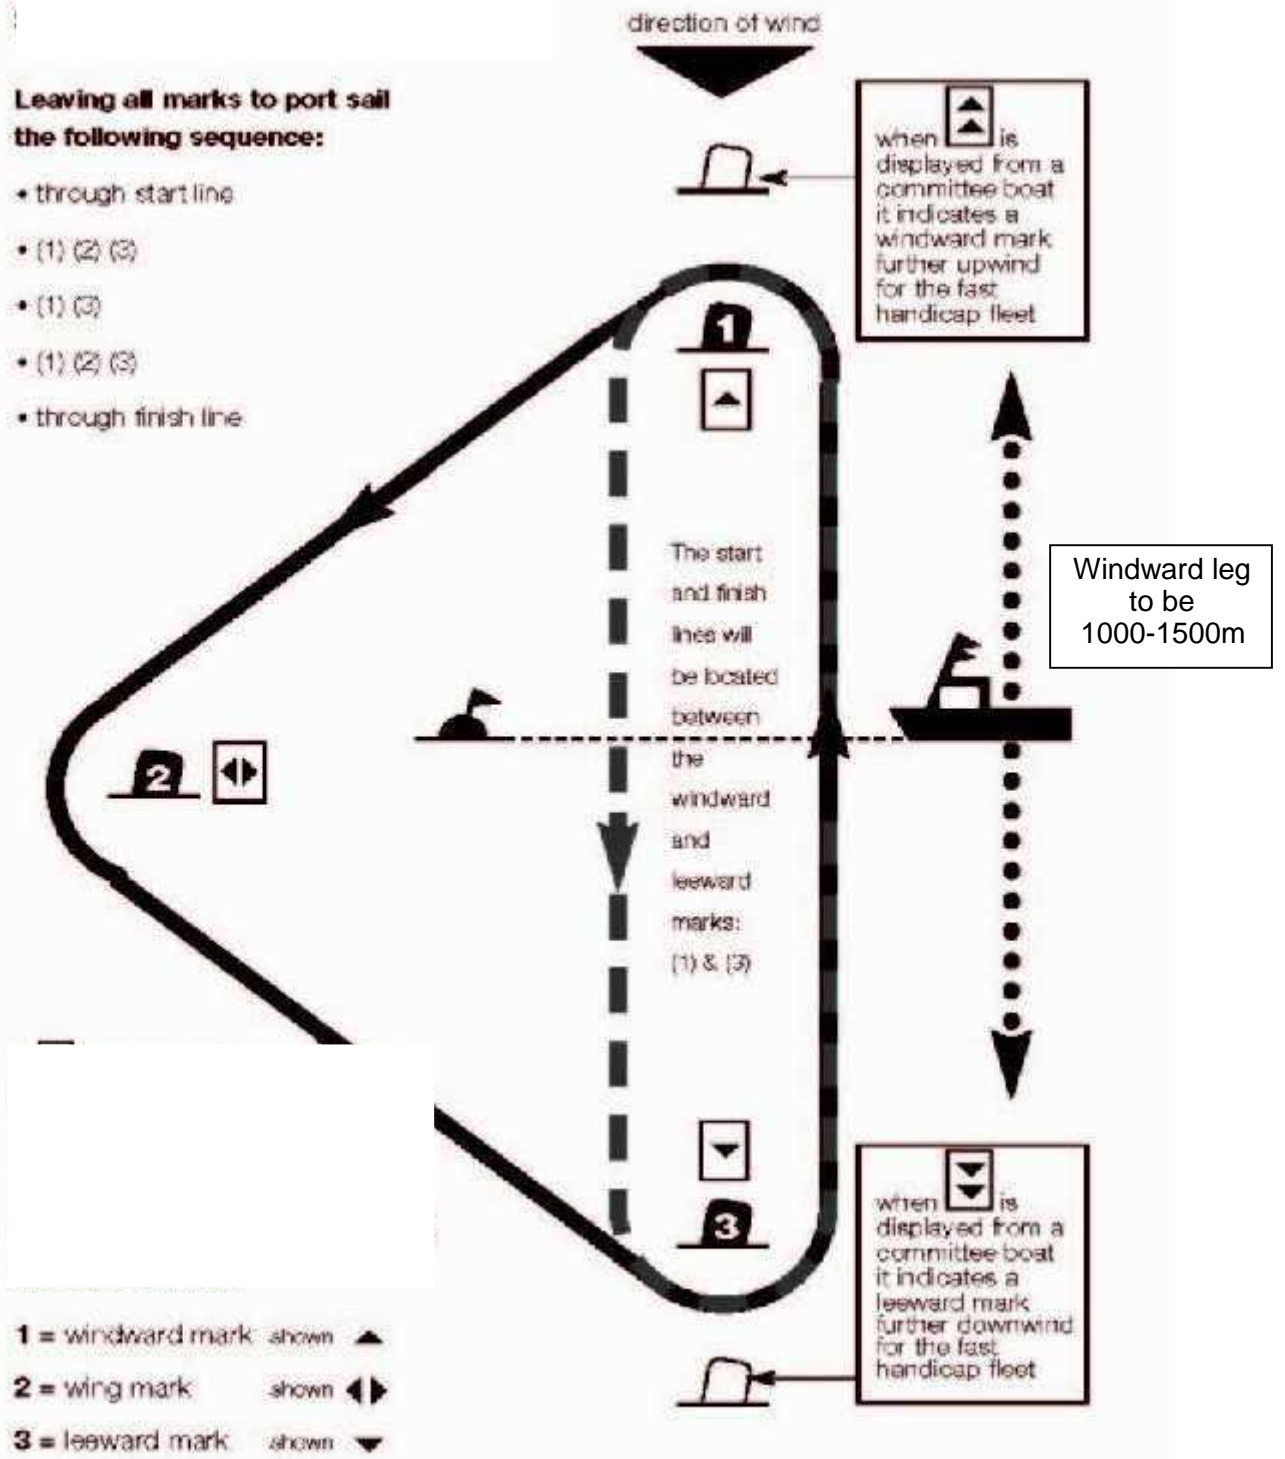 direction of wind
Leaving all marks to port sail
the following sequence:
• through start line
• (1) (2) (3)
• (1) (3)
• (1) (2) (3)
• through finish line
when is
displayed from a
committee boat
it indicates a
windward mark
further upwind
for the fast
handicap fleet
1
The start
and finish
lines will
be located
between
the
windward
and
leeward
marks:
(1) & (3)
Windward leg
to be
1000-1500m
2
3
when is
displayed from a
committee boat
it indicates a
leeward mark
further downwind
for the fast
handicap fleet
1 = windward mark shown
2 = wing mark shown
3 = leeward mark shown